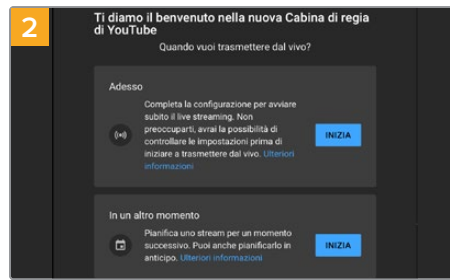 2
Ti diamo il benvenuto nella nuova Cabina di regia
di YouTube
Quando vuoi trasmettere dal vivo?
Adesso
Completa la configurazione per avviare
subito il live streaming. Non
preoccuparti, avrai la possibilità di
controllare le impostazioni prima di
iniziare a trasmettere dal vivo. Ulteriori
informazioni
INIZIA
In un altro momento
Pianifica uno stream per un momento
successivo. Puoi anche pianificarlo in
anticipo. Ulteriori informazioni
INIZIA